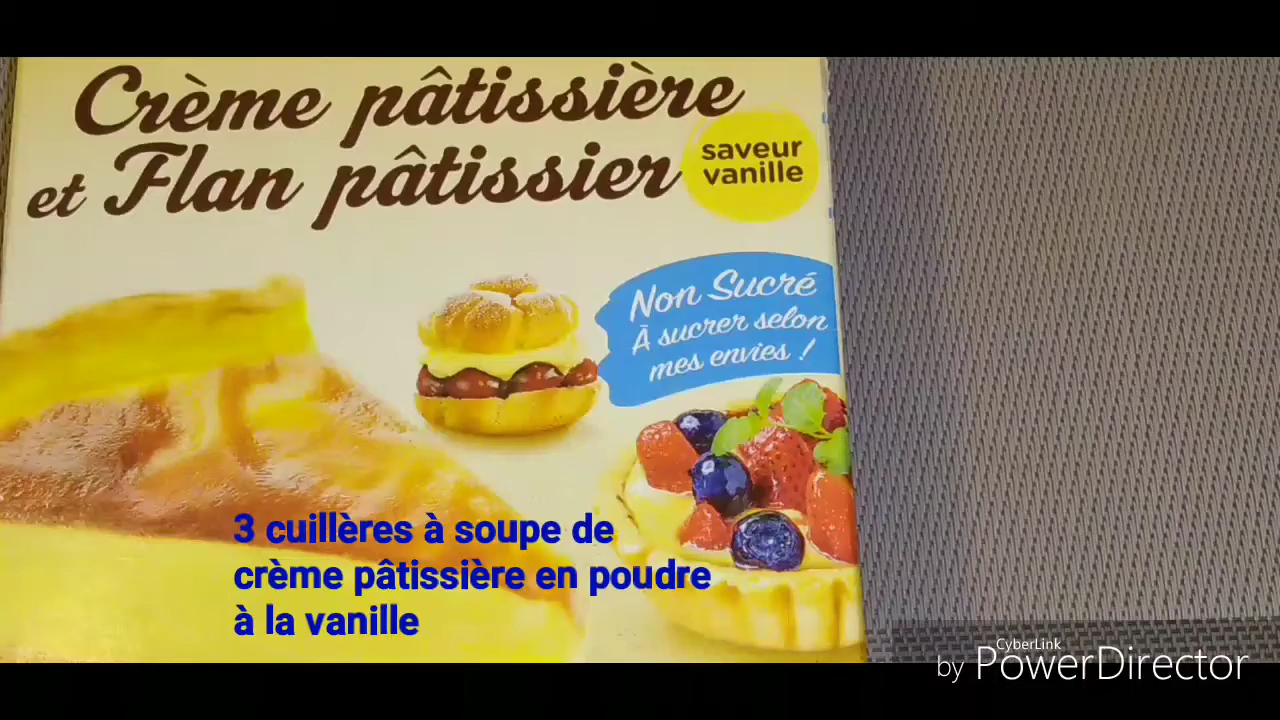 Crème pâtissière
et Flan pâtissier
saveur
vanille
Non Sucré
À sucrer selon
mes envies !
3 cuillères à soupe de
crème pâtissière en poudre
à la vanille
CyberLink
by PowerDirector